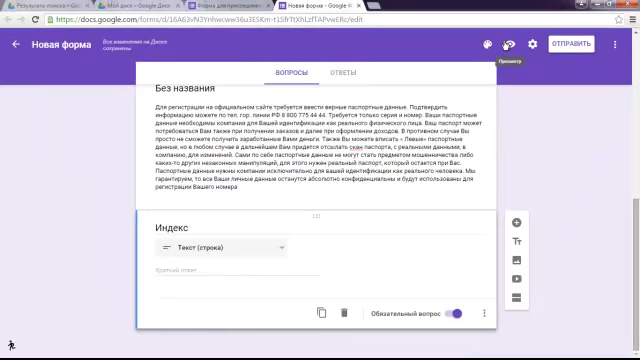 Результаты поиска
Мой диск - Google Диск
Форма для присоедине
Новая форма - Google Ф
https://docs.google.com/forms/d/
/edit
Новая форма
Все изменения на Диске
сохранены
ОТПРАВИТЬ
Просмотр
ВОПРОСЫ
ОТВЕТЫ
Без названия
Для регистрации на официальном сайте требуется ввести верные паспортные данные. Подтвердить
информацию можете по тел. гор. линии РФ 8 800 775 44 44. Требуется только серия и номер. Ваши паспортные
данные необходимы компании для Вашей идентификации как реального физического лица. Ваш паспорт может
потребоваться Вам также при получении заказов и далее при оформлении доходов. В противном случае Вы
просто не сможете получить заработанные Вами деньги. Также Вы можете вписать « Левые» паспортные
данные, но в любом случае в дальнейшем Вам придется отсылать скан паспорта, с реальными данными, в
компанию, для изменений. Сами по себе паспортные данные не могут стать предметом мошенничества либо
каких-то других незаконных манипуляций, для этого нужен реальный паспорт, который остается при Вас.
Паспортные данные нужны компании исключительно для вашей идентификации как реального человека. Мы
гарантируем, то все Ваши личные данные останутся абсолютно конфиденциальны и будут использованы для
регистрации Вашего номера
Индекс
Текст (строка)
Краткий ответ
Обязательный вопрос
Тт